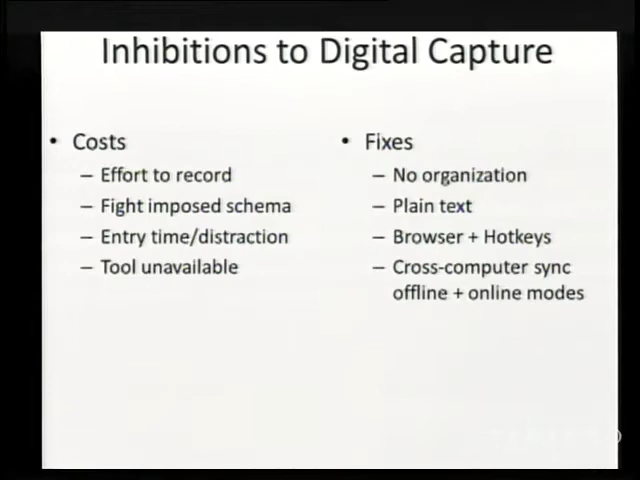 Inhibitions to Digital Capture
• Costs
– Effort to record
– Fight imposed schema
– Entry time/distraction
– Tool unavailable
• Fixes
– No organization
– Plain text
– Browser + Hotkeys
– Cross-computer sync
offline + online modes